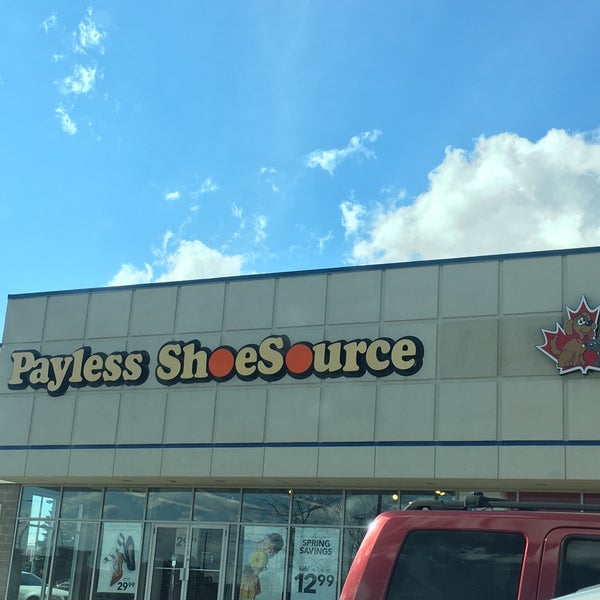 Payless ShoeSource
SPRING
SAVINGS
12.99
29.99